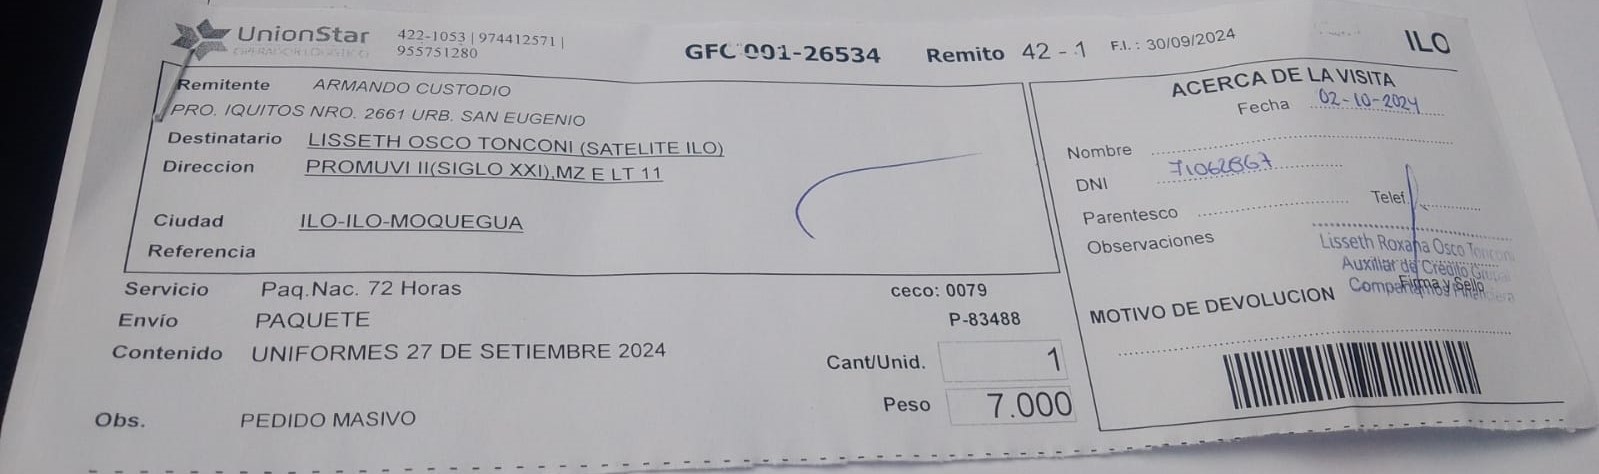 UnionStar
OPERADOR LOGISTICO
422-1053 | 974412571 |
955751280
GFC 001-26534
Remito 42 - 1
F.I. : 30/09/2024
ILO
Remitente ARMANDO CUSTODIO
PRO. IQUITOS NRO. 2661 URB. SAN EUGENIO
Destinatario LISSETH OSCO TONCONI (SATELITE ILO)
Direccion PROMUVI II(SIGLO XXI),MZ E LT 11
Ciudad ILO-ILO-MOQUEGUA
Referencia
Servicio Paq.Nac. 72 Horas
ceco: 0079
Envío PAQUETE
P-83488
Contenido UNIFORMES 27 DE SETIEMBRE 2024
Cant/Unid. 1
Peso 7.000
Obs. PEDIDO MASIVO
ACERCA DE LA VISITA
Fecha 02-10-2024
Nombre
DNI 71062867
Parentesco Telef.
Observaciones
Lisseth Roxana Osco Tonconi
Auxiliar de Crédito Grupal
Compartamos Financiera
Firma y Sello
MOTIVO DE DEVOLUCION